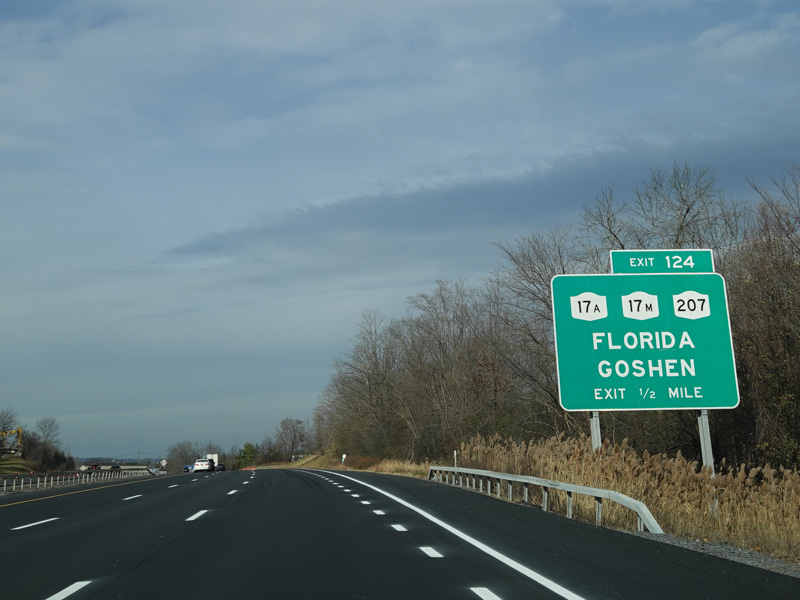 EXIT 124
17A 17M 207
FLORIDA
GOSHEN
EXIT 1/2 MILE